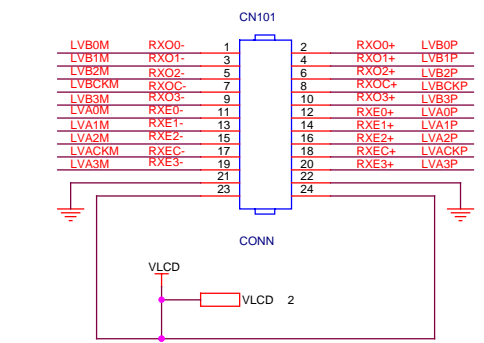 CN101
LVB0M RXO0- 1 2 RXO0+ LVB0P
LVB1M RXO1- 3 4 RXO1+ LVB1P
LVB2M RXO2- 5 6 RXO2+ LVB2P
LVBCKM RXOC- 7 8 RXOC+ LVBCKP
LVB3M RXO3- 9 10 RXO3+ LVB3P
LVA0M RXE0- 11 12 RXE0+ LVA0P
LVA1M RXE1- 13 14 RXE1+ LVA1P
LVA2M RXE2- 15 16 RXE2+ LVA2P
LVACKM RXEC- 17 18 RXEC+ LVACKP
LVA3M RXE3- 19 20 RXE3+ LVA3P
21 22
23 24
CONN
VLCD
VLCD 2